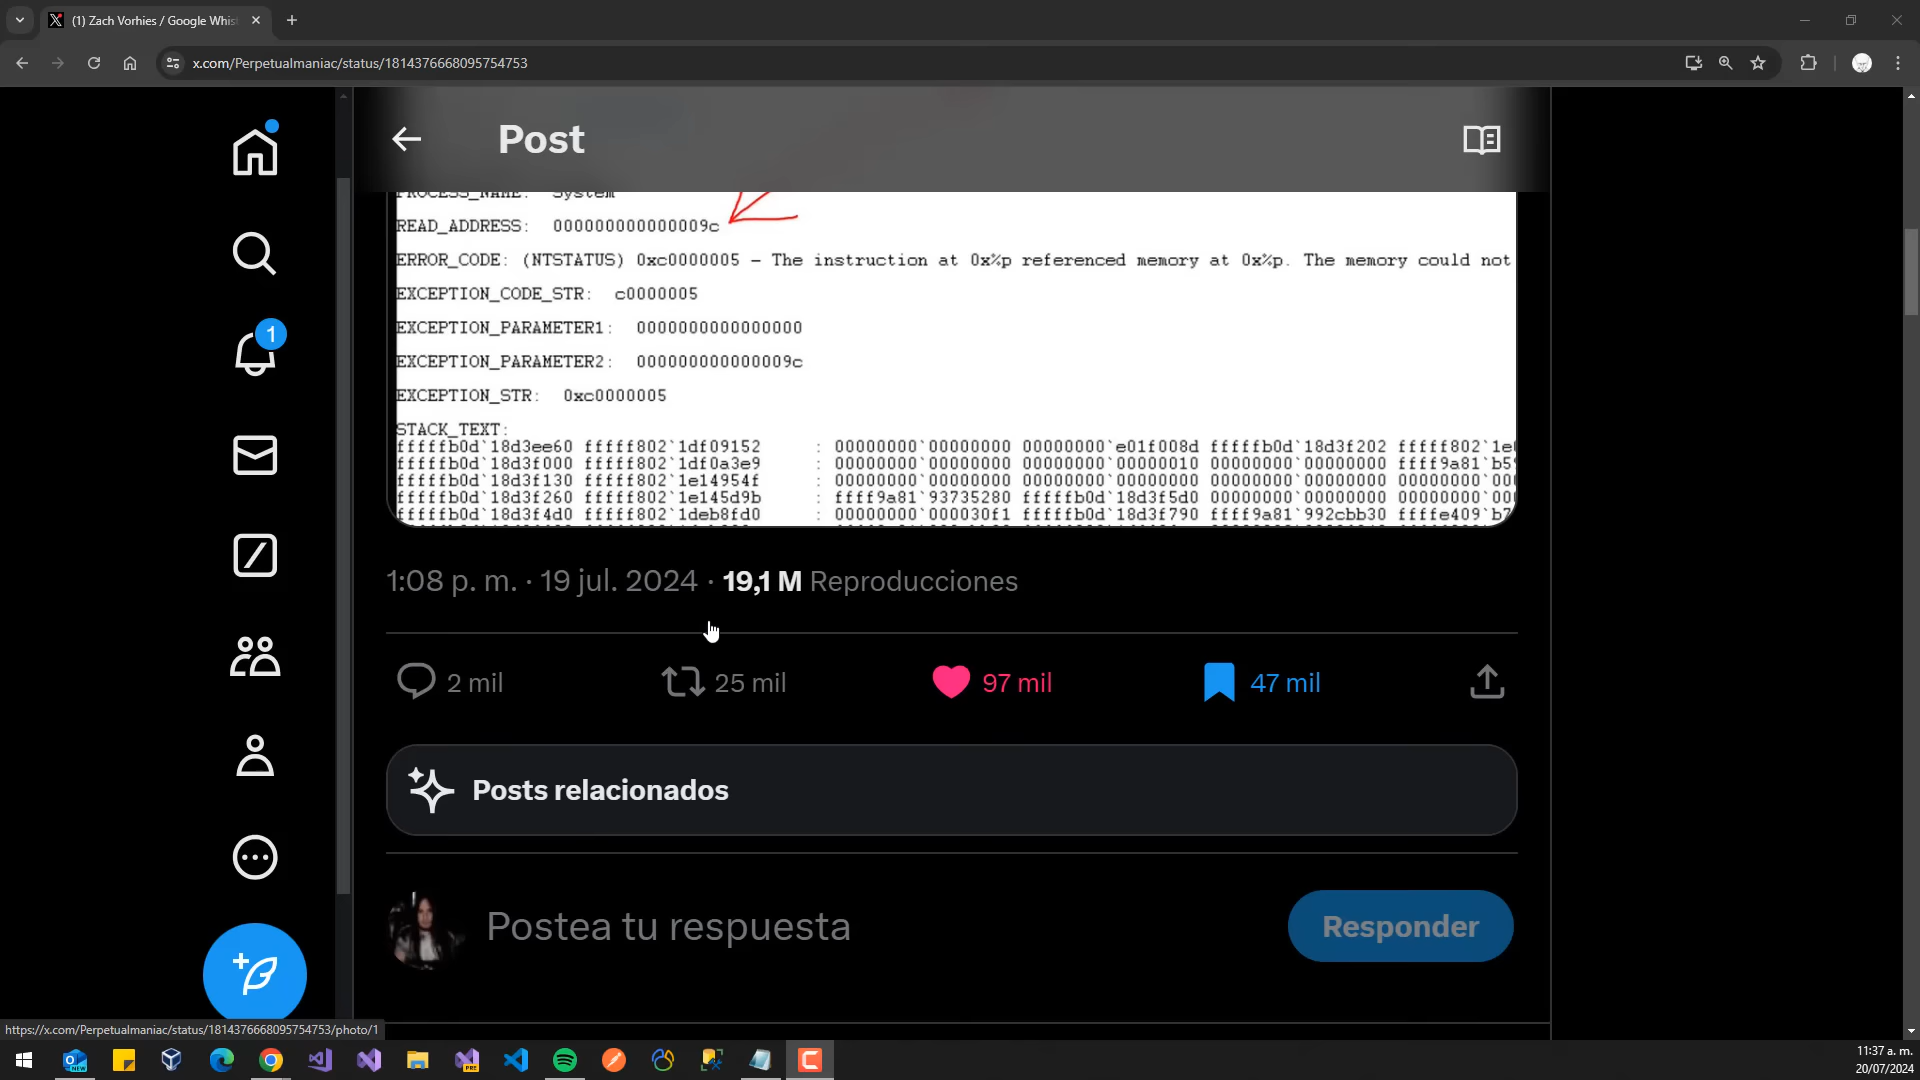 (1) Zach Vorhies / Google Whis
x.com/Perpetualmaniac/status/1814376668095754753
Post
PROCESS_NAME: System
READ_ADDRESS: 000000000000009c
ERROR_CODE: (NTSTATUS) 0xc0000005 - The instruction at 0x%p referenced memory at 0x%p. The memory could not
EXCEPTION_CODE_STR: c0000005
EXCEPTION_PARAMETER1: 0000000000000000
EXCEPTION_PARAMETER2: 000000000000009c
EXCEPTION_STR: 0xc0000005
STACK_TEXT:
fffffb0d`18d3ee60 fffff802`1df09152 : 00000000`00000000 00000000`e01f008d fffffb0d`18d3f202 fffff802`1e
fffffb0d`18d3f000 fffff802`1df0a3e9 : 00000000`00000000 00000000`00000010 00000000`00000000 ffff9a81`b5
fffffb0d`18d3f130 fffff802`1e14954f : 00000000`00000000 00000000`00000000 00000000`00000000 00000000`00
fffffb0d`18d3f260 fffff802`1e145d9b : ffff9a81`93735280 fffffb0d`18d3f5d0 00000000`00000000 00000000`00
fffffb0d`18d3f4d0 fffff802`1deb8fd0 : 00000000`000030f1 fffffb0d`18d3f790 ffff9a81`992cbb30 ffffe409`b7
1:08 p. m. · 19 jul. 2024 · 19,1 M Reproducciones
1
2 mil 25 mil 97 mil 47 mil
Posts relacionados
Postea tu respuesta
Responder
https://x.com/Perpetualmaniac/status/1814376668095754753/photo/1
NEW
PRE
11:37 a. m.
20/07/2024